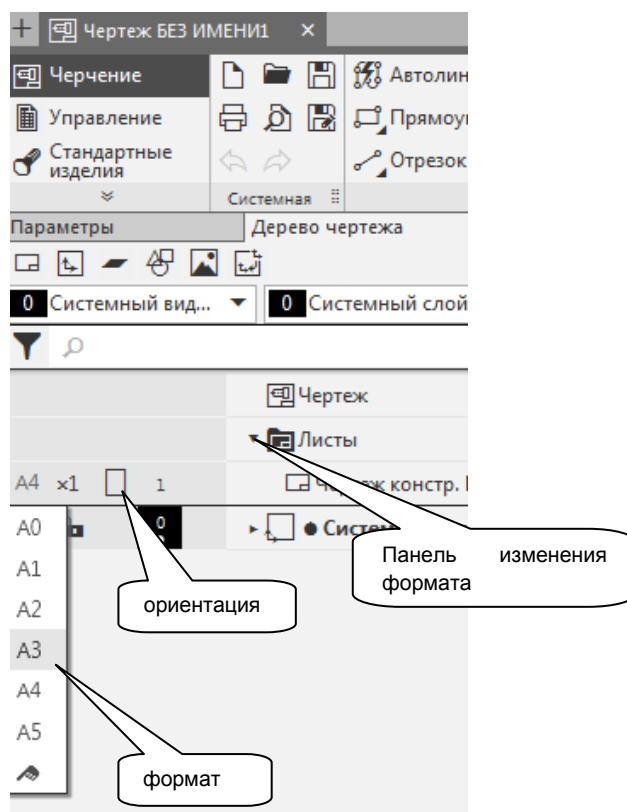 Чертеж БЕЗ ИМЕНИ1
Черчение
Автолин
Управление
Прямоу
Стандартные
изделия
Отрезок
Системная
Параметры
Дерево чертежа
0 Системный вид...
0 Системный слой
Чертеж
Листы
A4 ×1 1
констр.
A0
0
A1
Панель изменения
формата
A2
ориентация
A3
A4
A5
формат